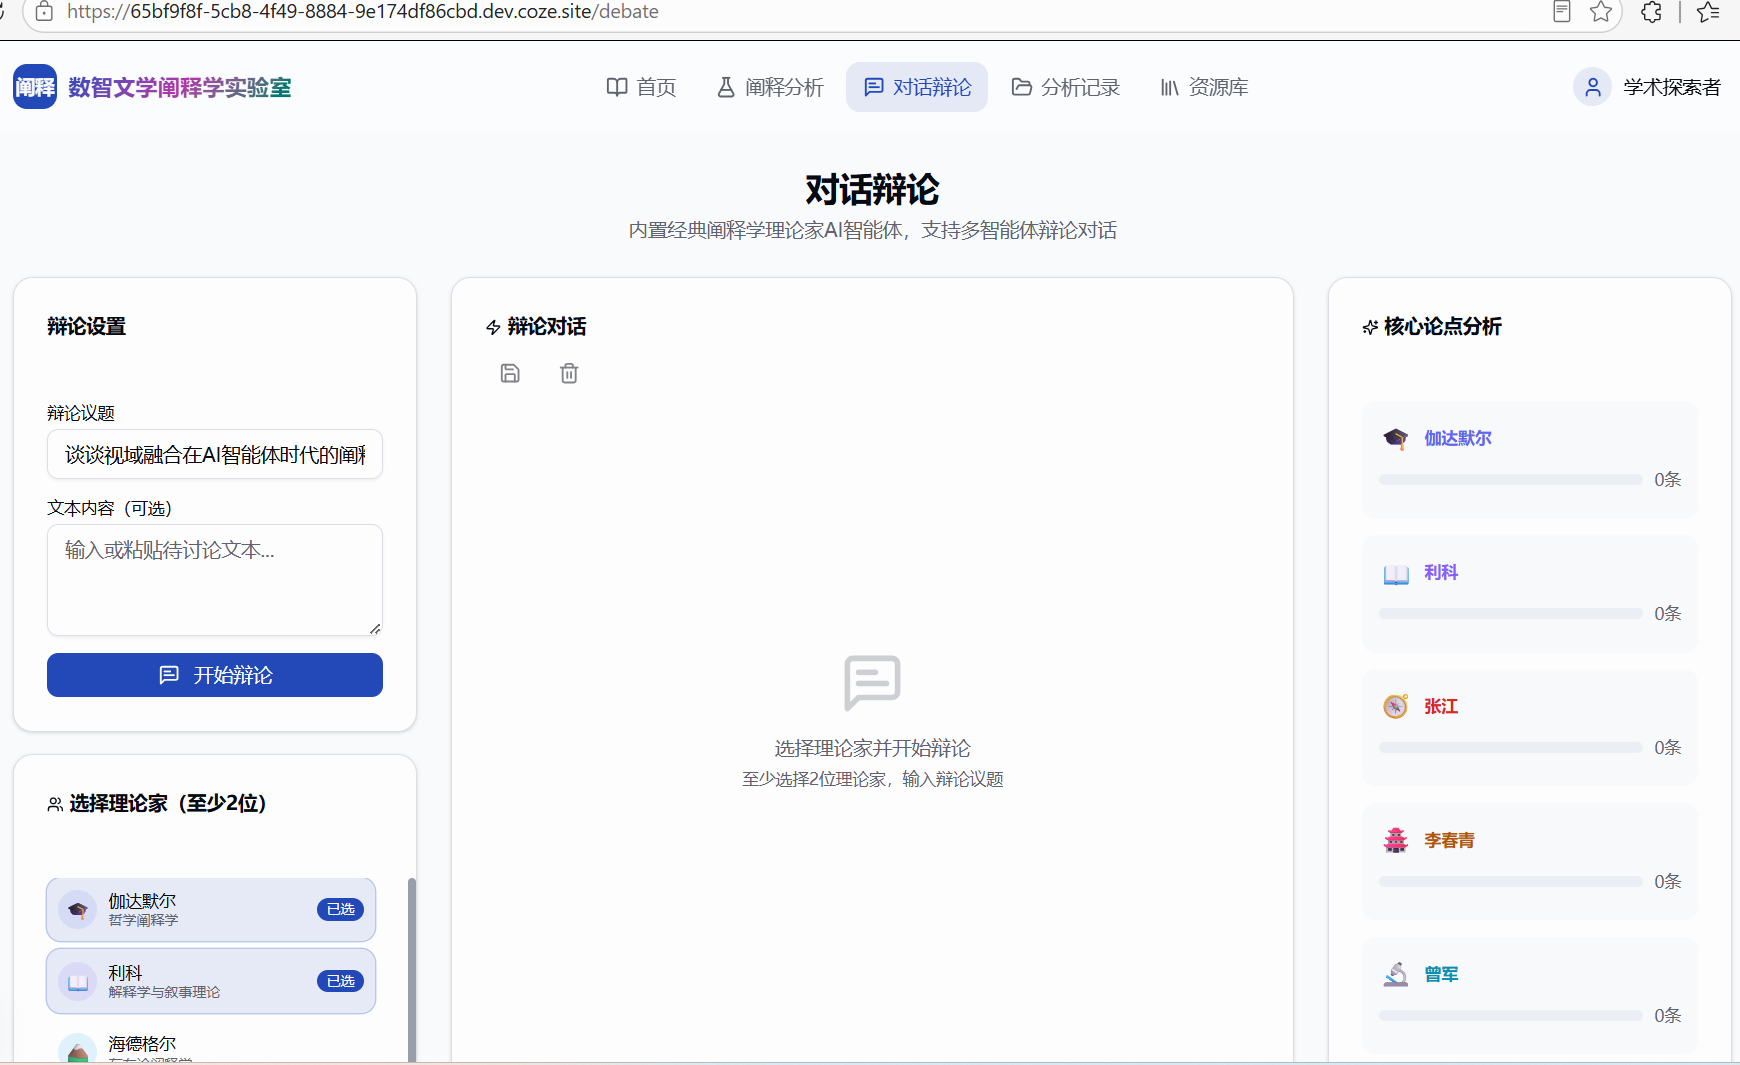 https://65bf9f8f-5cb8-4f49-8884-9e174df86cbd.dev.coze.site/debate
阐释 数智文学阐释学实验室
首页 阐释分析 对话辩论 分析记录 资源库
学术探索者
对话辩论
内置经典阐释学理论家AI智能体，支持多智能体辩论对话
辩论设置
辩论议题
谈谈视域融合在AI智能体时代的阐释
文本内容（可选）
输入或粘贴待讨论文本...
开始辩论
选择理论家（至少2位）
伽达默尔
哲学阐释学
已选
利科
解释学与叙事理论
已选
海德格尔
辩论对话
选择理论家并开始辩论
至少选择2位理论家，输入辩论议题
核心论点分析
伽达默尔
0条
利科
0条
张江
0条
李春青
0条
曾军
0条